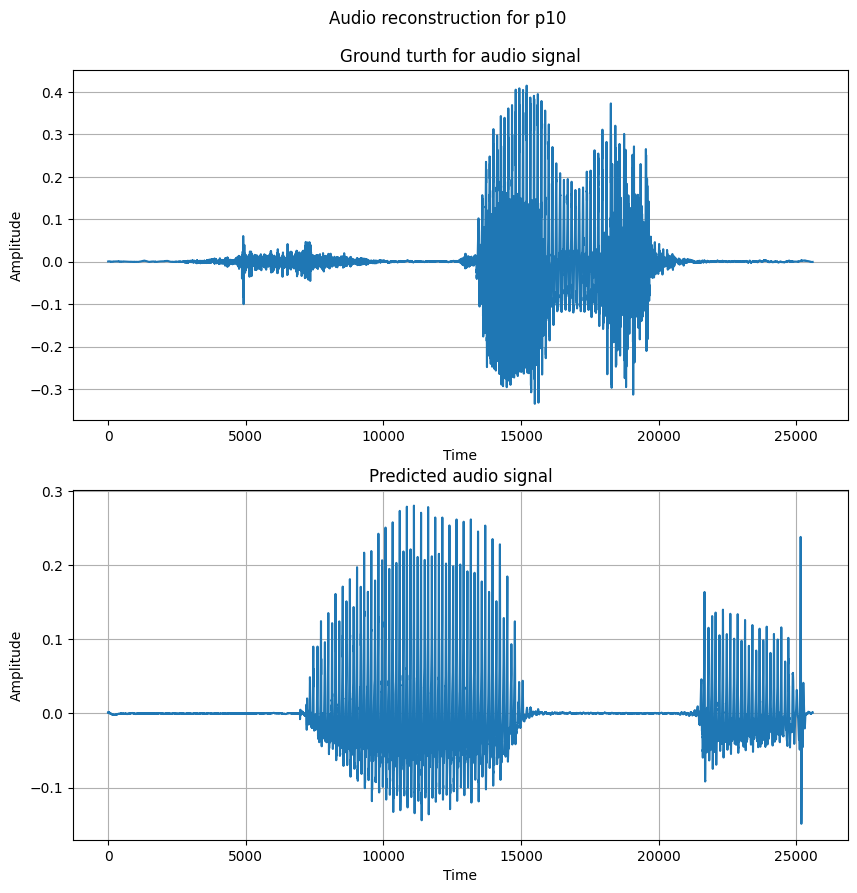 Audio reconstruction for p10
Ground turth for audio signal
0.4
0.3
0.2
0.1
0.0
−0.1
−0.2
−0.3
Amplitude
0 5000 10000 15000 20000 25000
Time
Predicted audio signal
0.3
0.2
0.1
0.0
−0.1
Amplitude
0 5000 10000 15000 20000 25000
Time